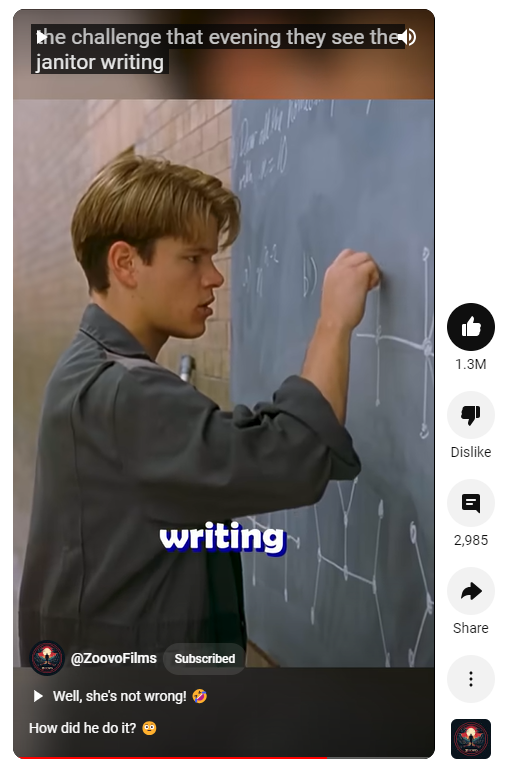 the challenge that evening they see the
janitor writing
n = 10
b)
writing
@ZoovoFilms
Subscribed
Well, she's not wrong! 🤣
How did he do it? 😳
1.3M
Dislike
2,985
Share